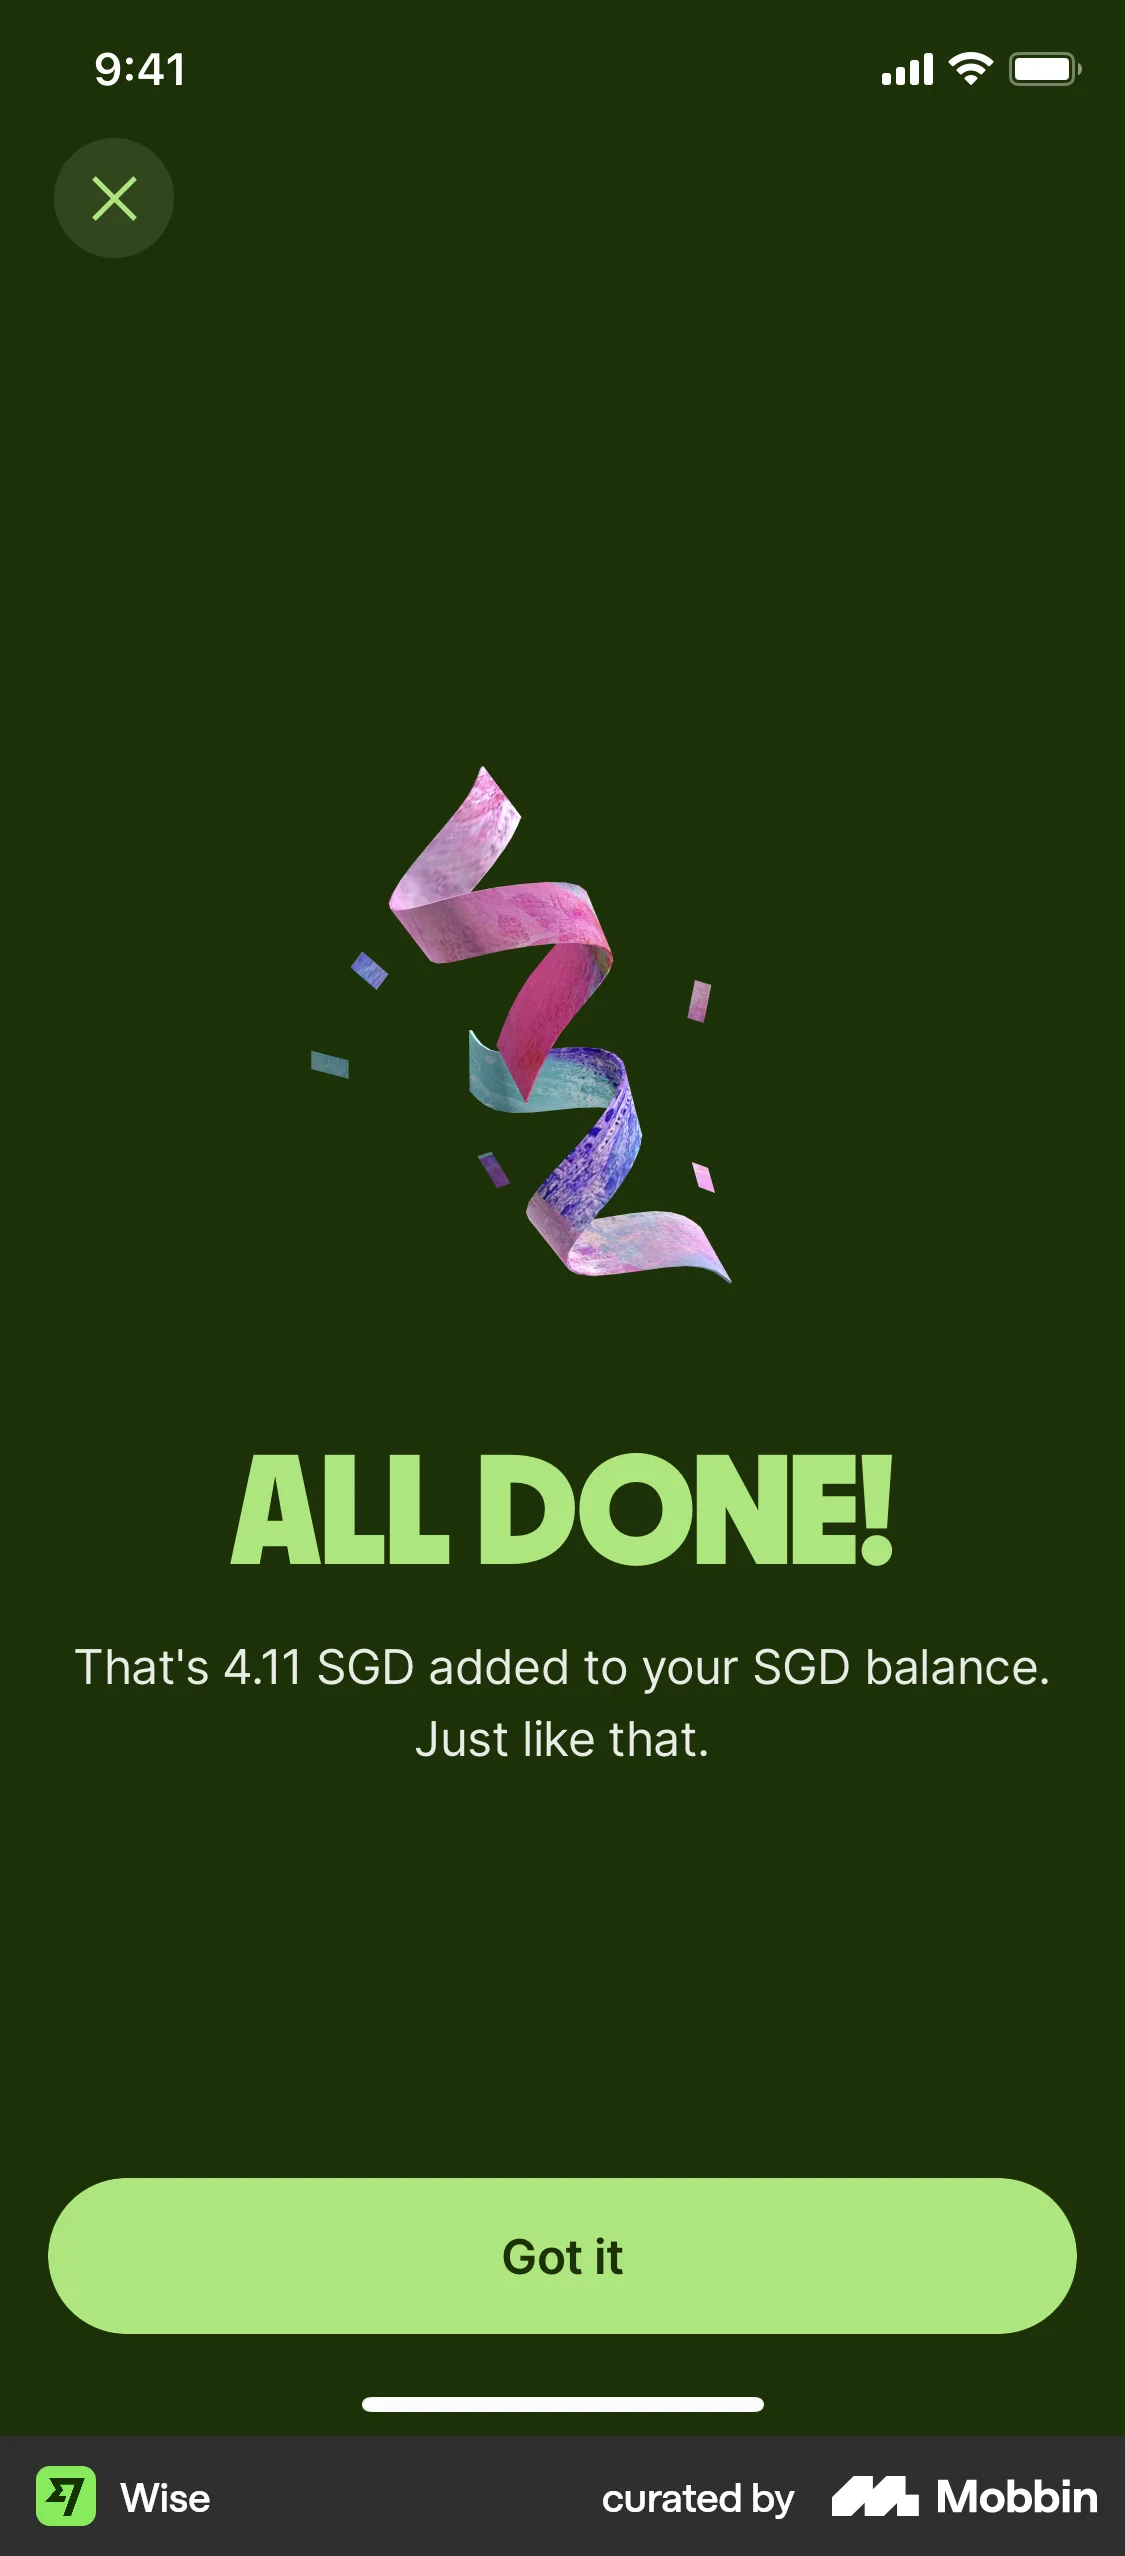 9:41
ALL DONE!
That's 4.11 SGD added to your SGD balance.
Just like that.
Got it
Wise
curated by Mobbin